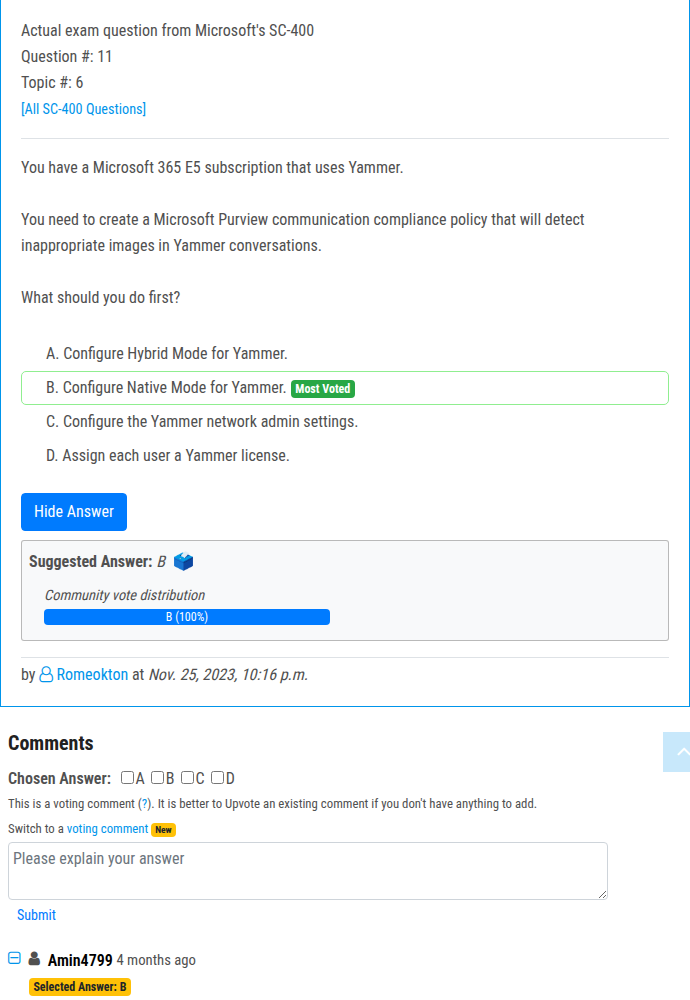 Actual exam question from Microsoft's SC-400
Question #: 11
Topic #: 6
[All SC-400 Questions]
You have a Microsoft 365 E5 subscription that uses Yammer.
You need to create a Microsoft Purview communication compliance policy that will detect
inappropriate images in Yammer conversations.
What should you do first?
A. Configure Hybrid Mode for Yammer.
B. Configure Native Mode for Yammer. Most Voted
C. Configure the Yammer network admin settings.
D. Assign each user a Yammer license.
Hide Answer
Suggested Answer: B
Community vote distribution
B (100%)
by Romeokton at Nov. 25, 2023, 10:16 p.m.
Comments
Chosen Answer: A B C D
This is a voting comment (?). It is better to Upvote an existing comment if you don't have anything to add.
Switch to a voting comment New
Please explain your answer
Submit
Amin4799 4 months ago
Selected Answer: B